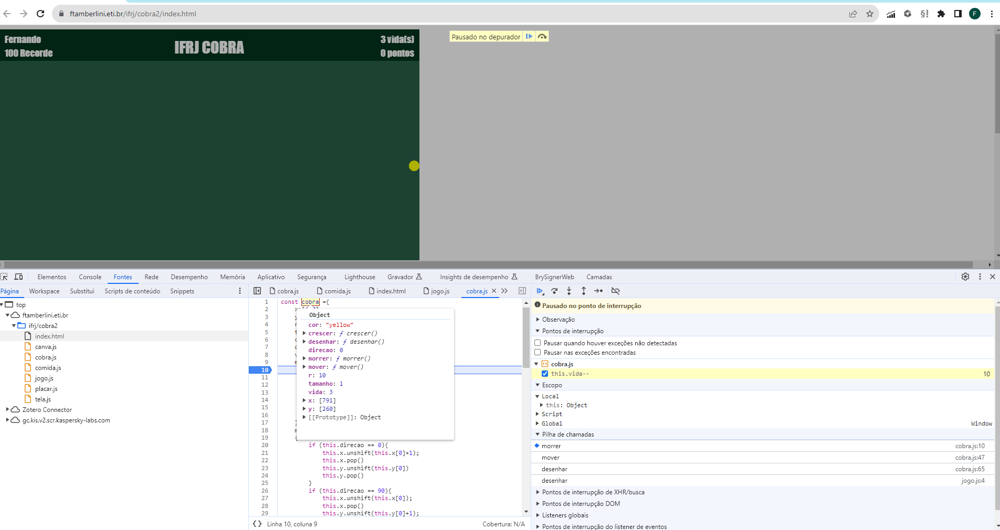 ftamberlini.eti.br/ifrj/cobra2/index.html
F
Fernando
100 Recorde
IFRJ COBRA
3 vida(s)
0 pontos
Pausado no depurador
Elementos Console Fontes Rede Desempenho Memória Aplicativo Segurança Lighthouse Gravador Insights de desempenho BrySignerWeb Camadas
Página Workspace Substitui Scripts de conteúdo Snippets
cobra.js comida.js index.html jogo.js cobra.js
top
ftamberlini.eti.br
ifrj/cobra2
index.html
canva.js
cobra.js
comida.js
jogo.js
placar.js
tela.js
Zotero Connector
gc.kis.v2.scr.kaspersky-labs.com
1 const cobra ={
2
3
4
5
6
7
8
9
10
11
12
13
14
15
16
17
18
19
Object
cor: "yellow"
crescer: ƒ crescer()
desenhar: ƒ desenhar()
direcao: 0
morrer: ƒ morrer()
mover: ƒ mover()
r: 10
tamanho: 1
vida: 3
x: [791]
y: [260]
[[Prototype]]: Object
20 if (this.direcao == 0){
21 this.x.unshift(this.x[0]+1);
22 this.x.pop()
23 this.y.unshift(this.y[0])
24 this.y.pop()
25 }
26 if (this.direcao == 90){
27 this.x.unshift(this.x[0]);
28 this.x.pop()
29 this.y.unshift(this.y[0]+1);
{} Linha 10, coluna 9
Cobertura: N/A
Pausado no ponto de interrupção
Observação
Pontos de interrupção
Pausar quando houver exceções não detectadas
Pausar nas exceções encontradas
cobra.js
this.vida-- 10
Escopo
Local
this: Object
Script
Global Window
Pilha de chamadas
morrer cobra.js:10
mover cobra.js:47
desenhar cobra.js:65
desenhar jogo.js:4
Pontos de interrupção de XHR/busca
Pontos de interrupção DOM
Listeners globais
Pontos de interrupção do listener de eventos